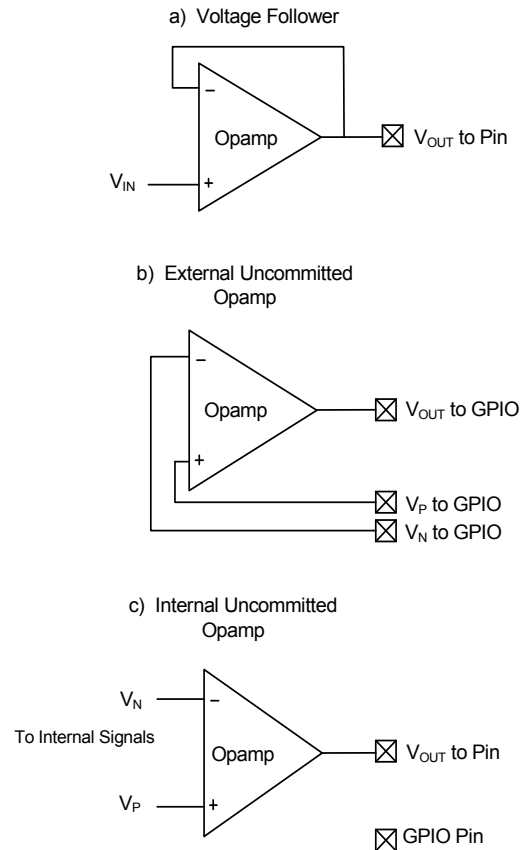 a) Voltage Follower
−
Opamp
V_OUT to Pin
V_IN
+
b) External Uncommitted
Opamp
−
Opamp
V_OUT to GPIO
+
V_P to GPIO
V_N to GPIO
c) Internal Uncommitted
Opamp
V_N
−
To Internal Signals
Opamp
V_OUT to Pin
V_P
+
GPIO Pin